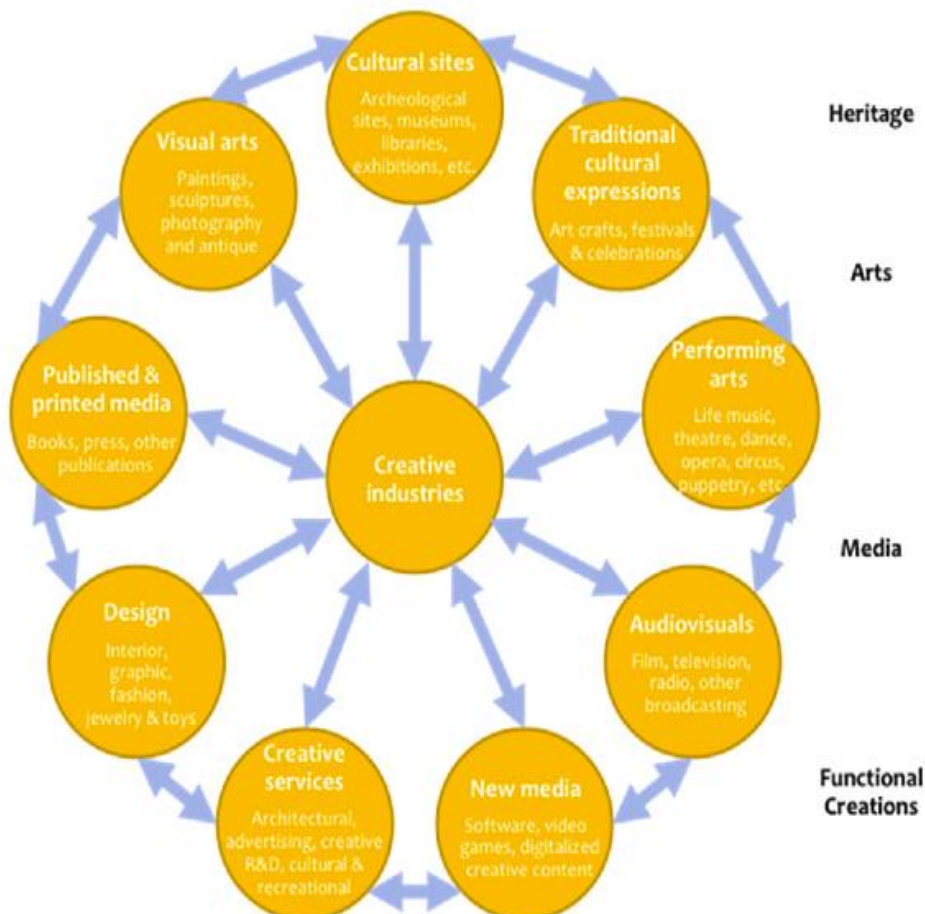 Cultural sites
Archeological
sites, museums,
libraries,
exhibitions, etc.
Heritage
Visual arts
Paintings,
sculptures,
photography
and antique
Traditional
cultural
expressions
Art crafts, festivals
& celebrations
Arts
Published &
printed media
Books, press, other
publications
Performing
arts
Life music,
theatre, dance,
opera, circus,
puppetry, etc
Creative
industries
Media
Design
Interior,
graphic,
fashion,
jewelry & toys
Audiovisuals
Film, television,
radio, other
broadcasting
Creative
services
Architectural,
advertising, creative
R&D, cultural &
recreational
New media
Software, video
games, digitalized
creative content
Functional
Creations